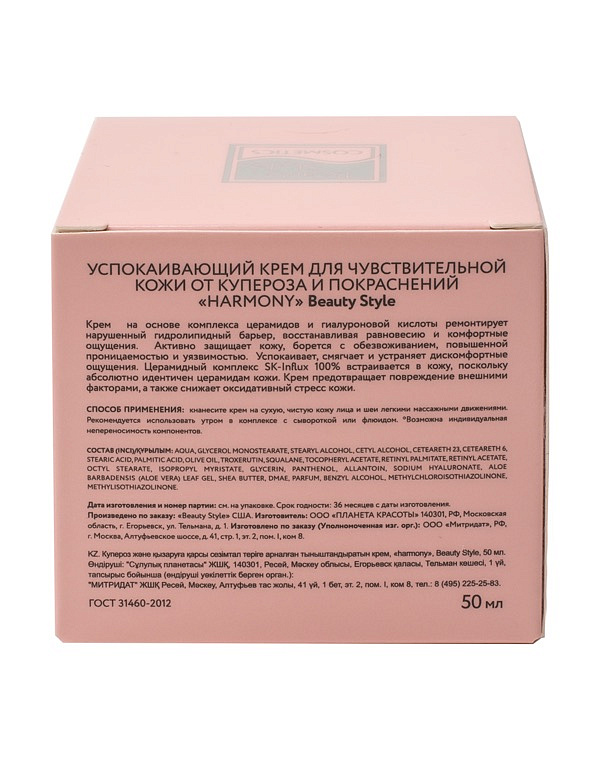 COSMETICS
УСПОКАИВАЮЩИЙ КРЕМ ДЛЯ ЧУВСТВИТЕЛЬНОЙ
КОЖИ ОТ КУПЕРОЗА И ПОКРАСНЕНИЙ
«HARMONY» Beauty Style
Крем на основе комплекса церамидов и гиалуроновой кислоты ремонтирует
нарушенный гидролипидный барьер, восстанавливая равновесию и комфортные
ощущения. Активно защищает кожу, борется с обезвоживанием, повышенной
проницаемостью и уязвимостью. Успокаивает, смягчает и устраняет дискомфортные
ощущения. Церамидный комплекс SK-Influx 100% встраивается в кожу, поскольку
абсолютно идентичен церамидам кожи. Крем предотвращает повреждение внешними
факторами, а также снижает оксидативный стресс кожи.
СПОСОБ ПРИМЕНЕНИЯ: кнанесите крем на сухую, чистую кожу лица и шеи легкими массажными движениями.
Рекомендуется использовать утром в комплексе с сывороткой или флюидом. *Возможна индивидуальная
непереносимость компонентов.
СОСТАВ (INCI)/ҚҰРЫЛЫМ: AQUA, GLYCEROL MONOSTEARATE, STEARYL ALCOHOL, CETYL ALCOHOL, CETEARETH 23, CETEARETH 6,
STEARIC ACID, PALMITIC ACID, OLIVE OIL, TROXERUTIN, SQUALANE, TOCOPHERYL ACETATE, RETINYL PALMITATE, RETINYL ACETATE,
OCTYL STEARATE, ISOPROPYL MYRISTATE, GLYCERIN, PANTHENOL, ALLANTOIN, SODIUM HYALURONATE, ALOE
BARBADENSIS (ALOE VERA) LEAF GEL, SHEA BUTTER, DMAE, PARFUM, BENZYL ALCOHOL, METHYLCHLOROISOTHIAZOLINONE,
METHYLISOTHIAZOLINONE.
Дата изготовления и номер партии: см. на упаковке. Срок годности: 36 месяцев с даты изготовления.
Произведено по заказу: «Beauty Style» США. Изготовитель: ООО «ПЛАНЕТА КРАСОТЫ» 140301, РФ, Московская
область, г. Егорьевск, ул. Тельмана, д. 1. Изготовлено по заказу (Уполномоченная изг. орг.): ООО «Митридат», РФ,
г. Москва, Алтуфьевское шоссе, д. 41, стр. 1, эт. 2, пом. I, ком 8.
KZ. Купероз және қызаруға қарсы сезімтал теріге арналған тыныштандыратын крем, «harmony», Beauty Style, 50 мл.
Өндіруші: "Сұлулық планетасы" ЖШҚ, 140301, Ресей, Мәскеу облысы, Егорьевск қаласы, Тельман көшесі, 1 үй,
тапсырыс бойынша (өндіруші уәкілеттік берген орган.):
"МИТРИДАТ" ЖШҚ Ресей, Мәскеу, Алтуфьев тас жолы, 41 үй, 1 бет, эт. 2, пом. I, ком 8, тел.: 8 (495) 225-25-83.
ГОСТ 31460-2012
50 мл